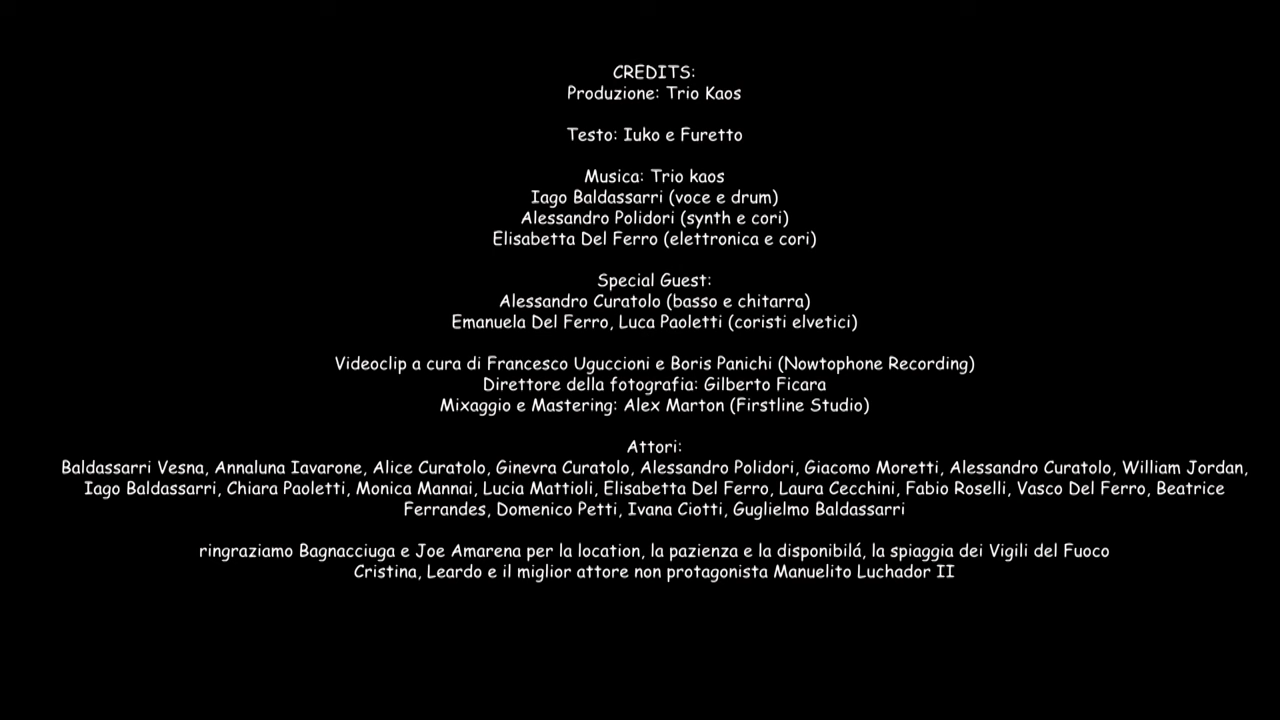 CREDITS:
Produzione: Trio Kaos
Testo: Iuko e Furetto
Musica: Trio kaos
Iago Baldassarri (voce e drum)
Alessandro Polidori (synth e cori)
Elisabetta Del Ferro (elettronica e cori)
Special Guest:
Alessandro Curatolo (basso e chitarra)
Emanuela Del Ferro, Luca Paoletti (coristi elvetici)
Videoclip a cura di Francesco Uguccioni e Boris Panichi (Nowtophone Recording)
Direttore della fotografia: Gilberto Ficara
Mixaggio e Mastering: Alex Marton (Firstline Studio)
Attori:
Baldassarri Vesna, Annaluna Iavarone, Alice Curatolo, Ginevra Curatolo, Alessandro Polidori, Giacomo Moretti, Alessandro Curatolo, William Jordan,
Iago Baldassarri, Chiara Paoletti, Monica Mannai, Lucia Mattioli, Elisabetta Del Ferro, Laura Cecchini, Fabio Roselli, Vasco Del Ferro, Beatrice
Ferrandes, Domenico Petti, Ivana Ciotti, Guglielmo Baldassarri
ringraziamo Bagnacciuga e Joe Amarena per la location, la pazienza e la disponibilá, la spiaggia dei Vigili del Fuoco
Cristina, Leardo e il miglior attore non protagonista Manuelito Luchador II